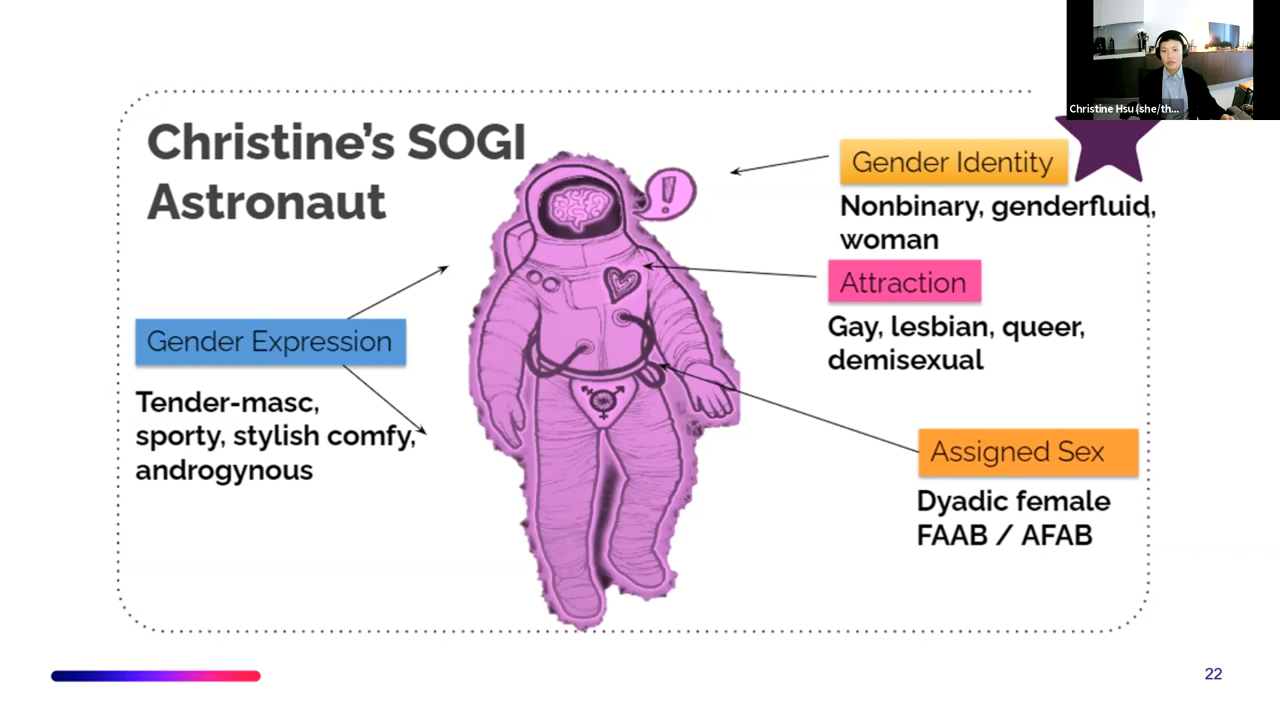 Christine Hsu (she/th...
Christine's SOGI
Astronaut
!
Gender Identity
Nonbinary, genderfluid,
woman
Attraction
Gay, lesbian, queer,
demisexual
Gender Expression
Tender-masc,
sporty, stylish comfy,
androgynous
Assigned Sex
Dyadic female
FAAB / AFAB
22